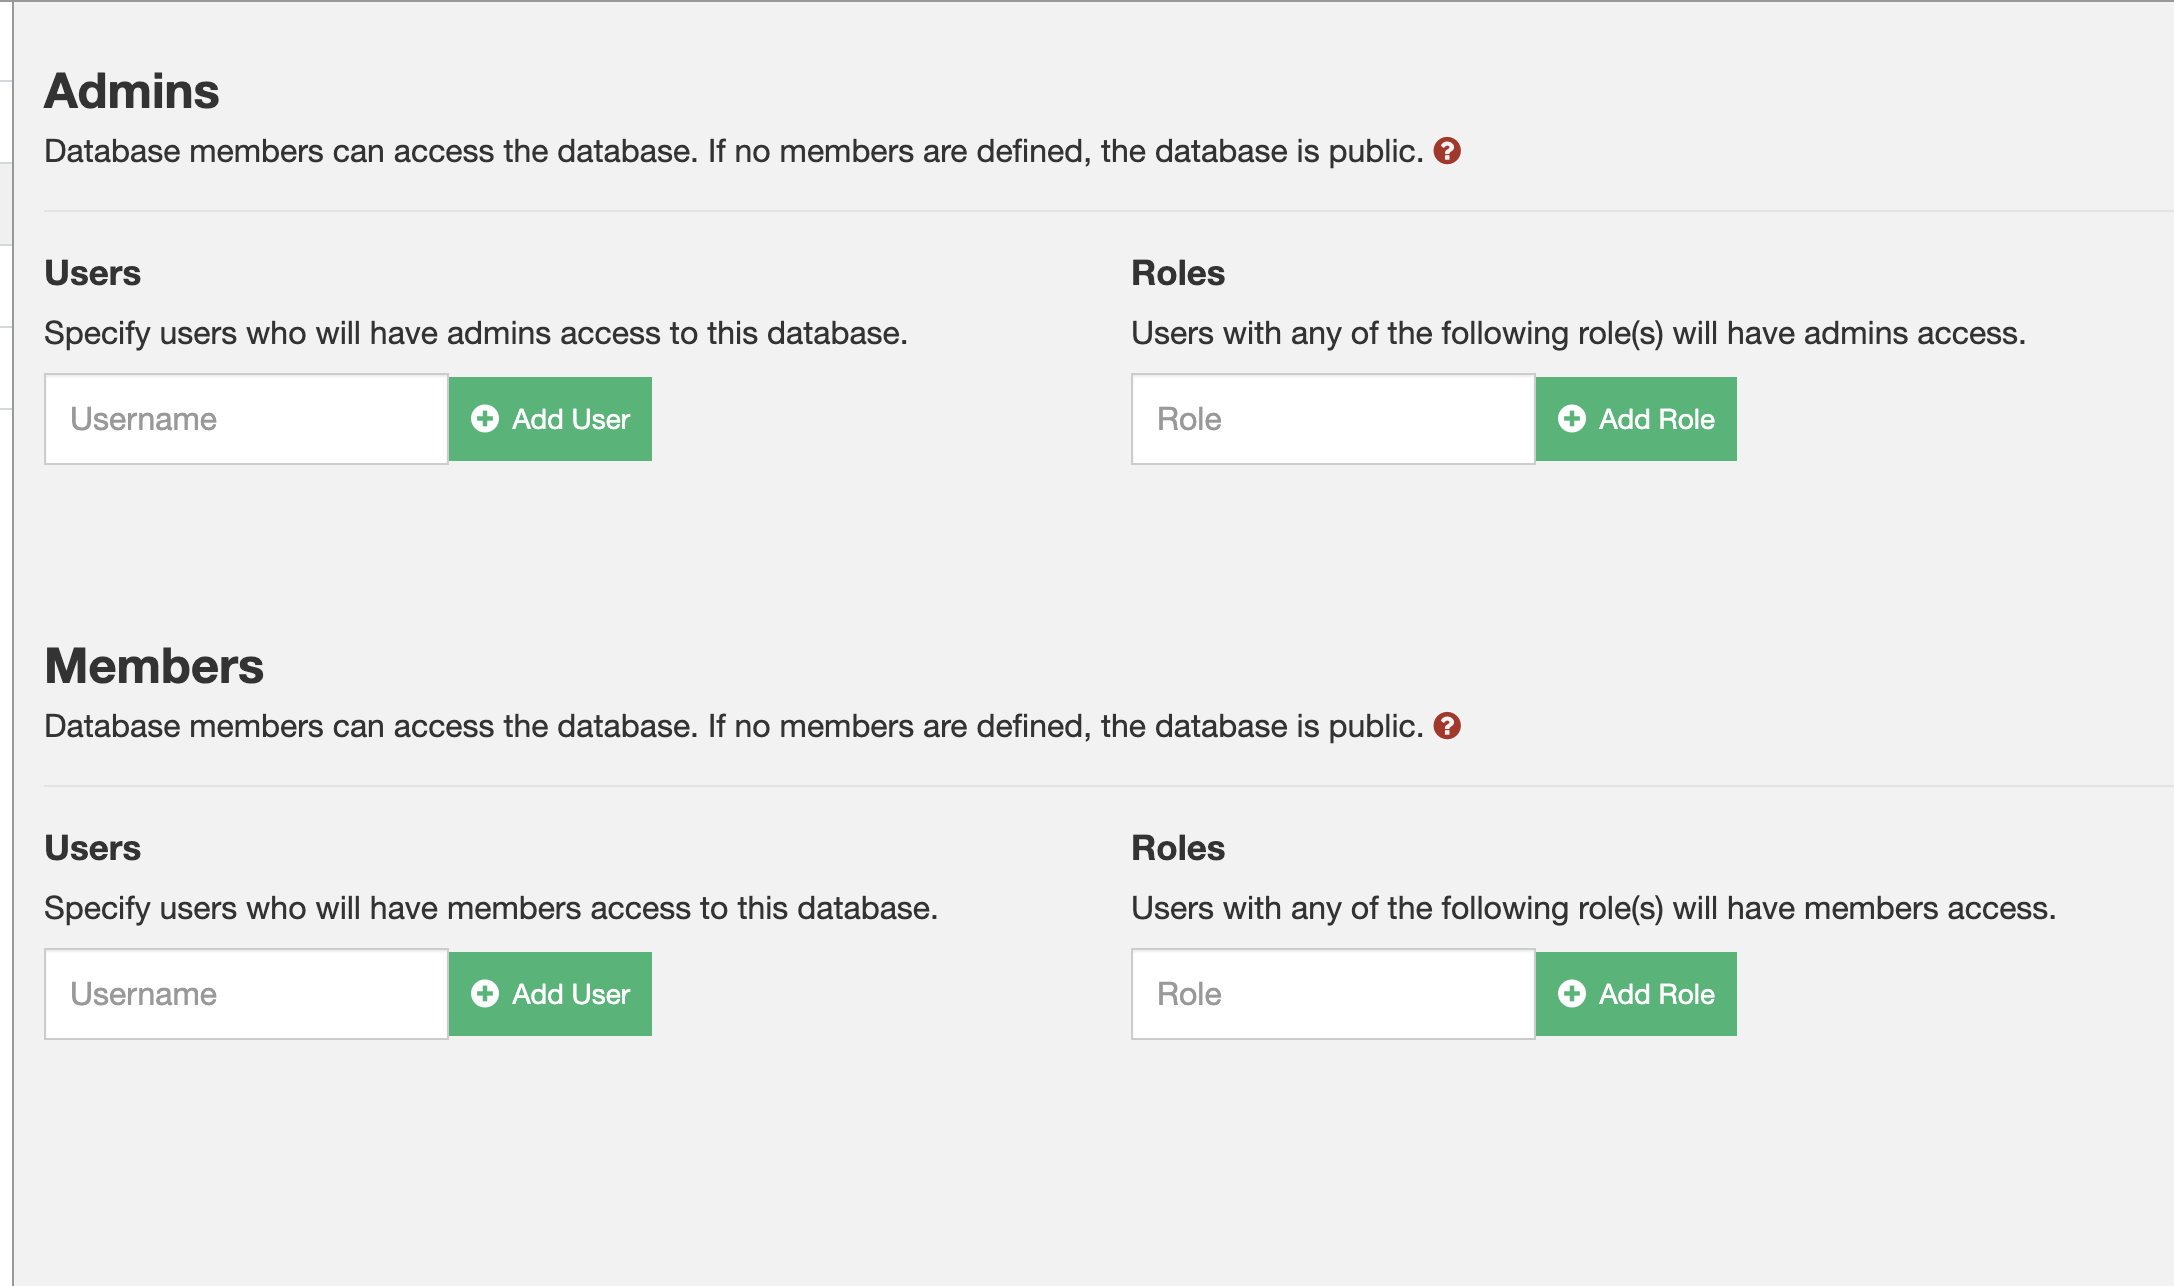 Admins
Database members can access the database. If no members are defined, the database is public.
Users
Specify users who will have admins access to this database.
Username
Add User
Roles
Users with any of the following role(s) will have admins access.
Role
Add Role
Members
Database members can access the database. If no members are defined, the database is public.
Users
Specify users who will have members access to this database.
Username
Add User
Roles
Users with any of the following role(s) will have members access.
Role
Add Role